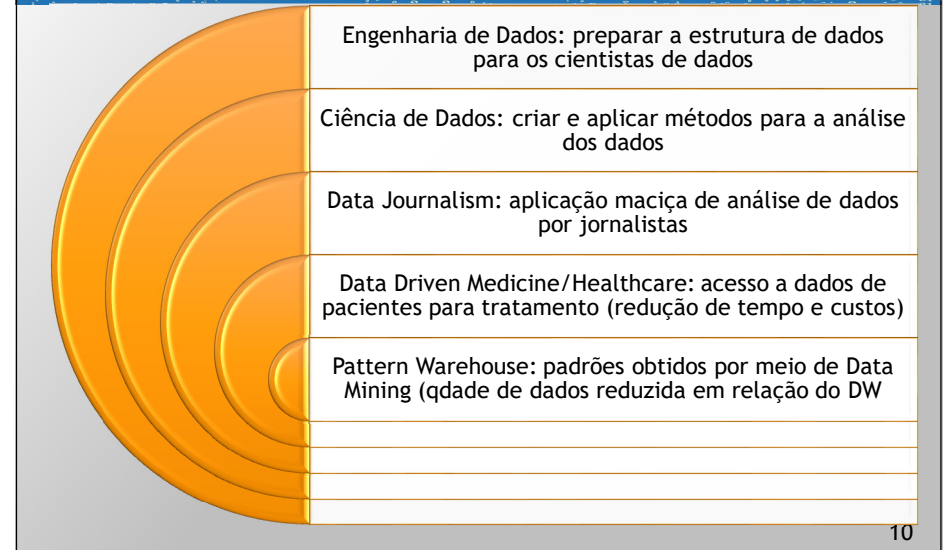 Engenharia de Dados: preparar a estrutura de dados
para os cientistas de dados
Ciência de Dados: criar e aplicar métodos para a análise
dos dados
Data Journalism: aplicação maciça de análise de dados
por jornalistas
Data Driven Medicine/Healthcare: acesso a dados de
pacientes para tratamento (redução de tempo e custos)
Pattern Warehouse: padrões obtidos por meio de Data
Mining (qdade de dados reduzida em relação do DW
10